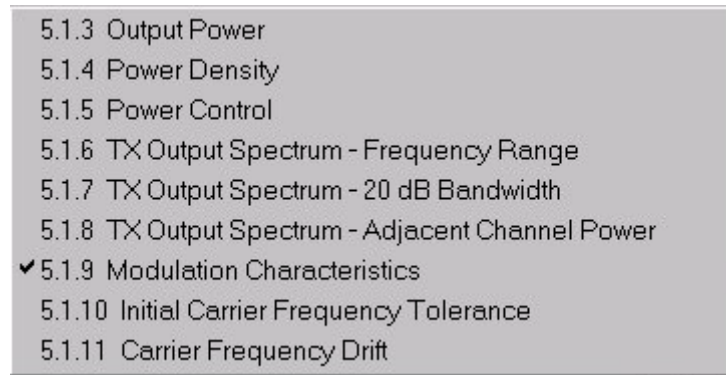 5.1.3 Output Power
5.1.4 Power Density
5.1.5 Power Control
5.1.6 TX Output Spectrum - Frequency Range
5.1.7 TX Output Spectrum - 20 dB Bandwidth
5.1.8 TX Output Spectrum - Adjacent Channel Power
✔5.1.9 Modulation Characteristics
5.1.10 Initial Carrier Frequency Tolerance
5.1.11 Carrier Frequency Drift